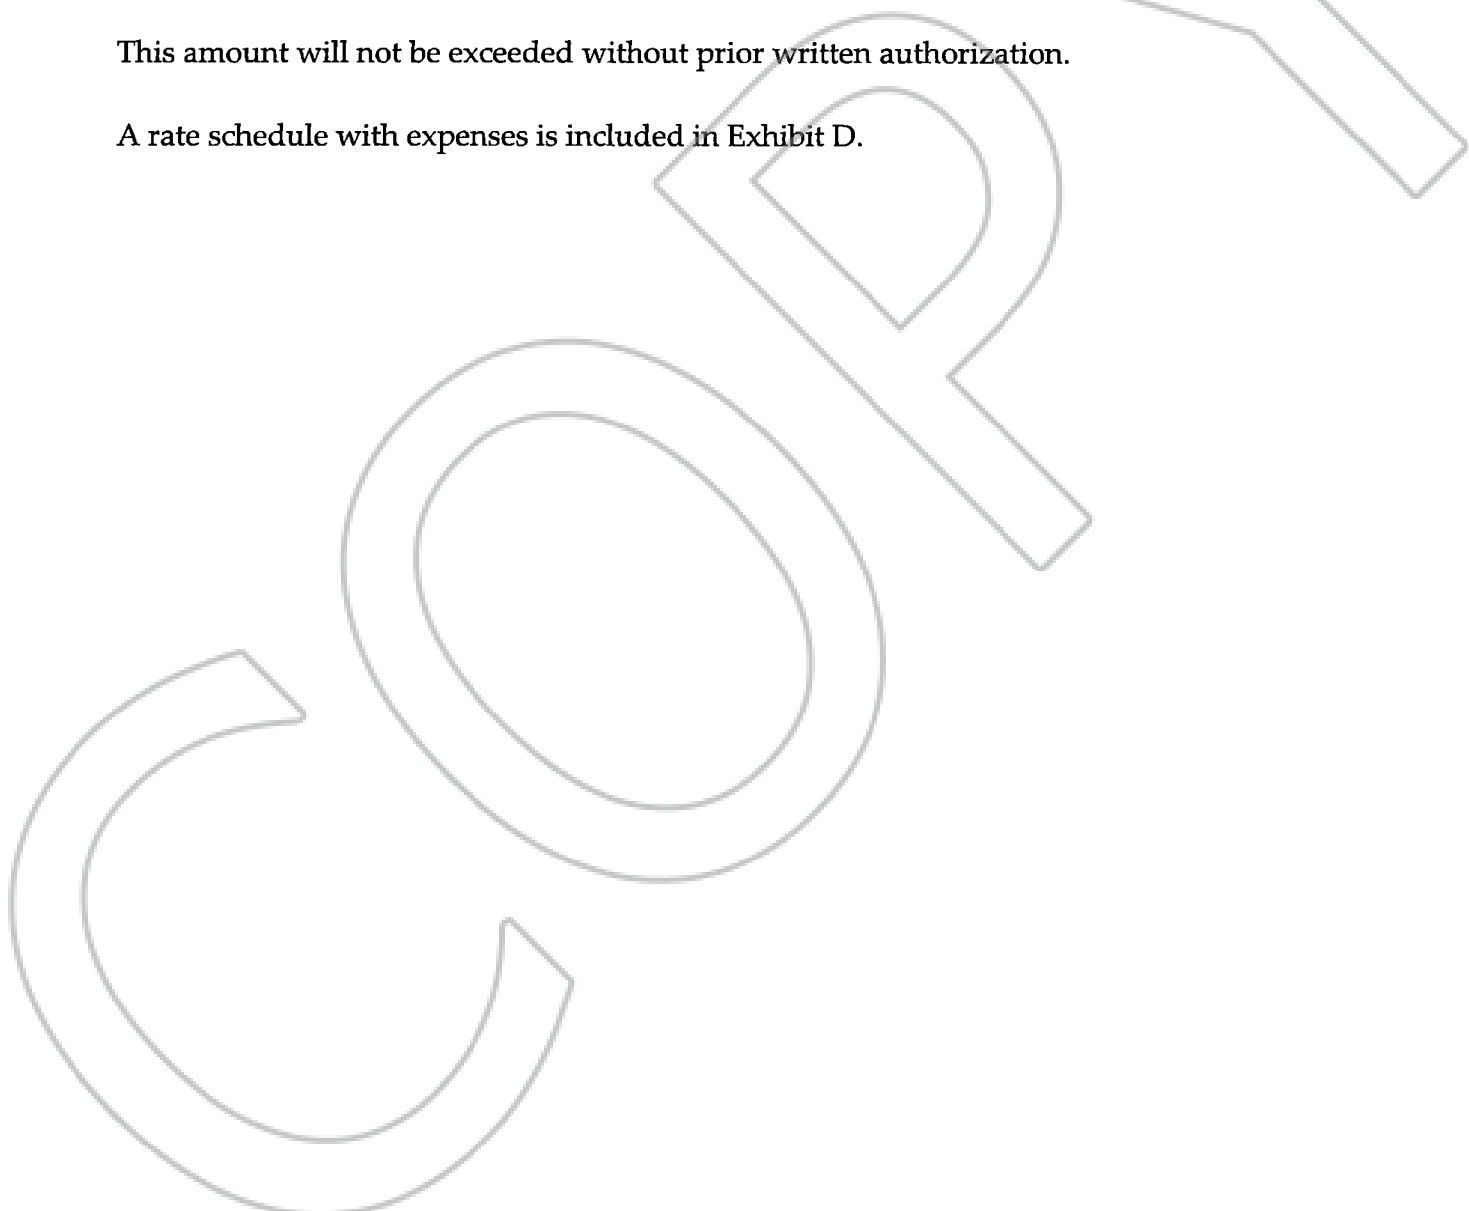 This amount will not be exceeded without prior written authorization.
A rate schedule with expenses is included in Exhibit D.
COPY